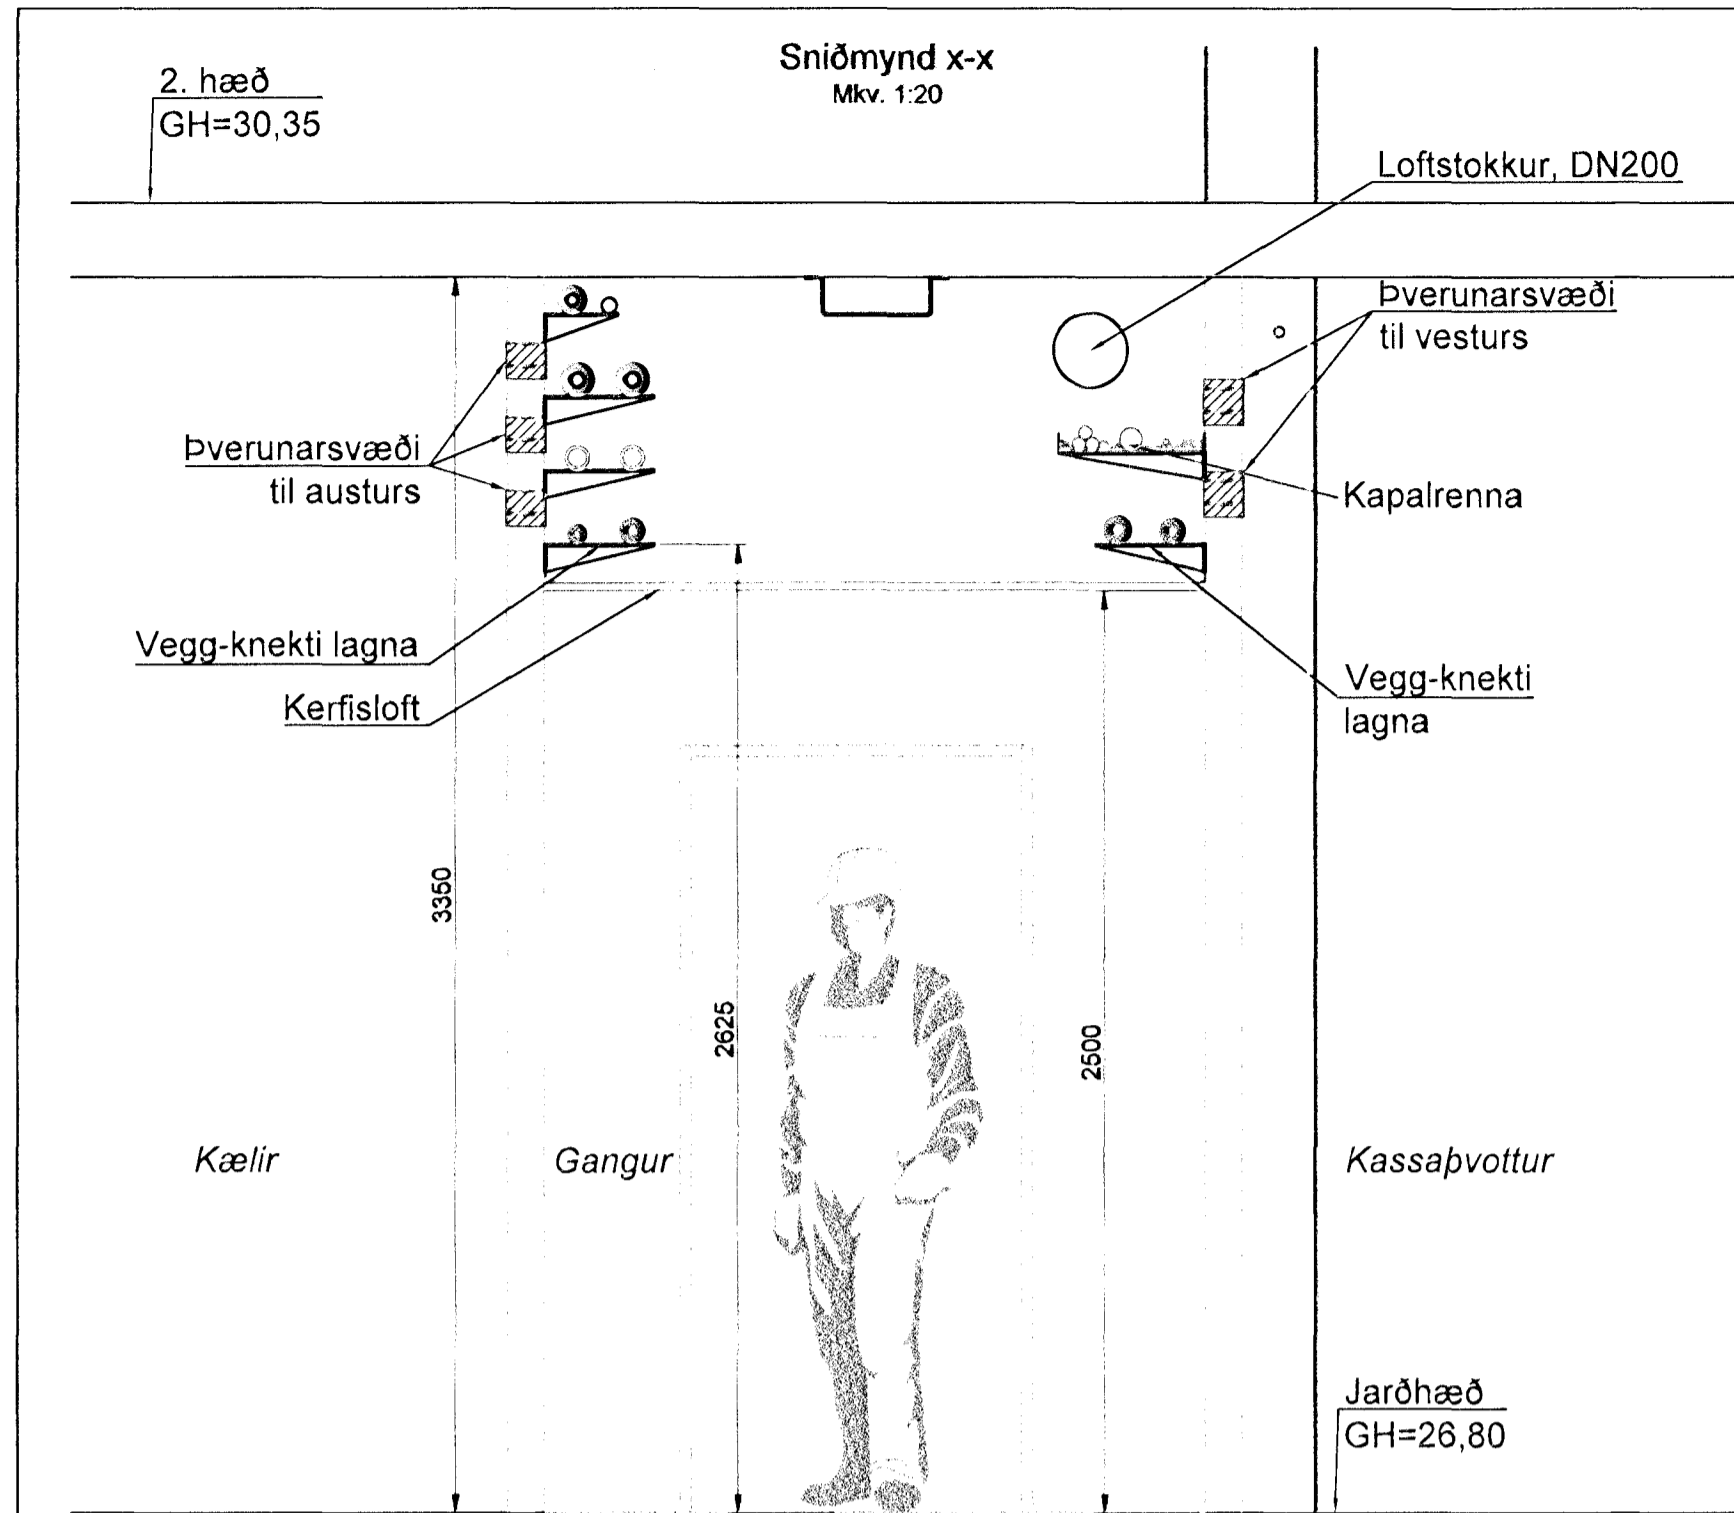 Sniðmynd x-x
Mkv. 1:20
2. hæð
GH=30,35
Loftstokkur, DN200
Þverunarsvæði
til vesturs
Þverunarsvæði
til austurs
Kapalrenna
Vegg-knekti lagna
Kerfisloft
Vegg-knekti
lagna
3350
2625
2500
Kælir
Gangur
Kassaþvottur
Jarðhæð
GH=26,80